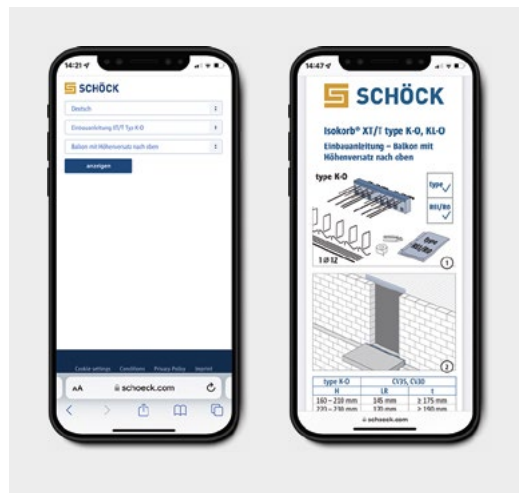 14:21
SCHÖCK
Deutsch
Einbauanleitung XT/T Typ K-O
Balkon mit Höhenversatz nach oben
anzeigen
Cookie settings Conditions Privacy Policy Imprint
AA schoeck.com
14:47
SCHÖCK
Isokorb® XT/T type K-O, KL-O
Einbauanleitung – Balkon mit
Höhenversatz nach oben
type K-O
type
1 Ø 12
type
1
2
type K-O CV35, CV30
H LR t
160 – 210 mm 145 mm ≥ 175 mm
220 – 230 mm 170 mm ≥ 190 mm
schoeck.com